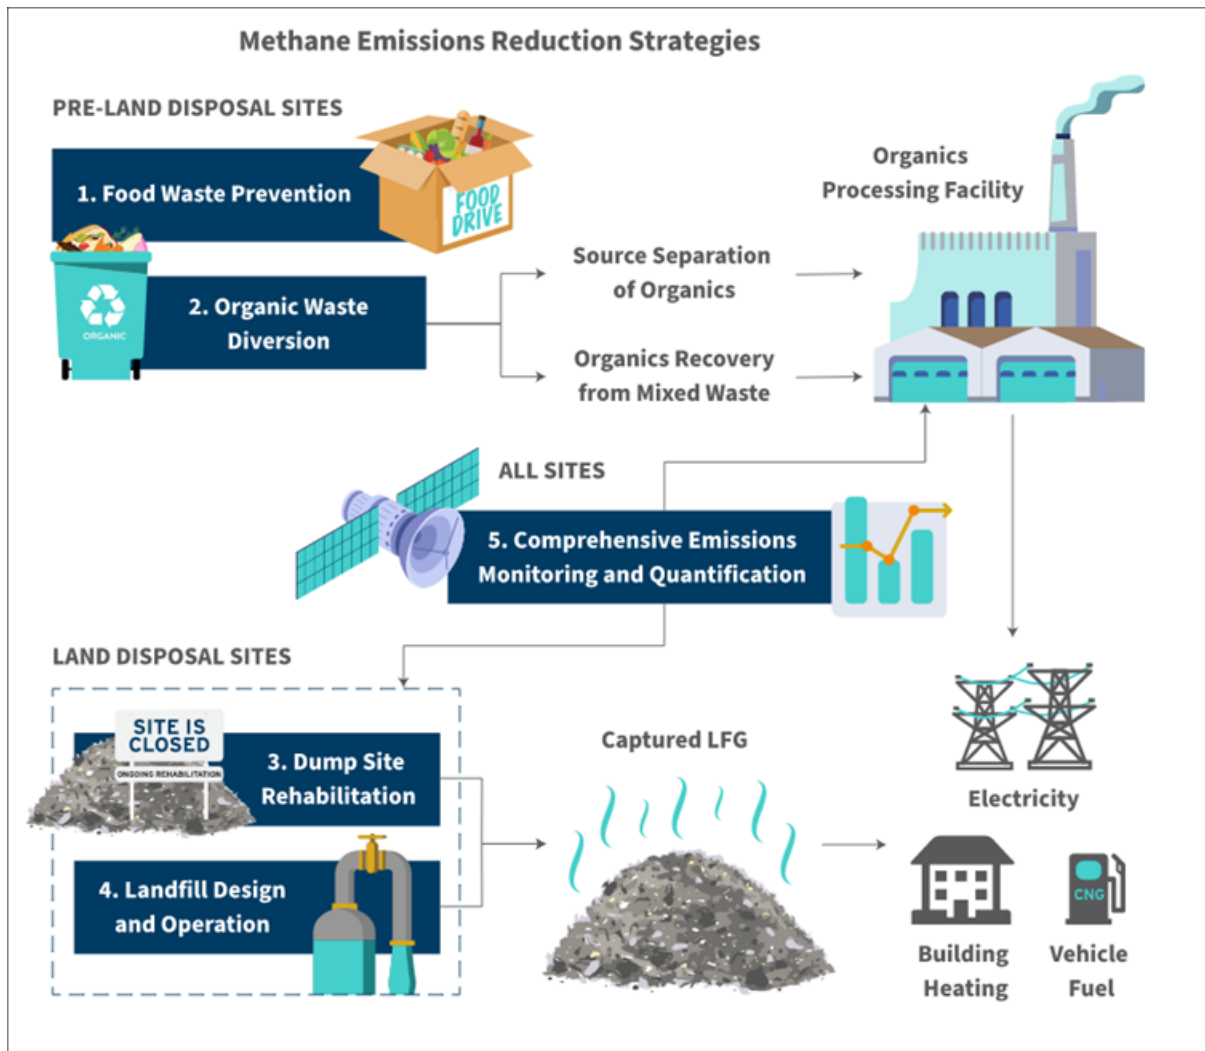 Methane Emissions Reduction Strategies
PRE-LAND DISPOSAL SITES
1. Food Waste Prevention
FOOD
DRIVE
ORGANIC
2. Organic Waste
Diversion
Source Separation
of Organics
Organics Recovery
from Mixed Waste
Organics
Processing Facility
ALL SITES
5. Comprehensive Emissions
Monitoring and Quantification
LAND DISPOSAL SITES
SITE IS
CLOSED
ONGOING REHABILITATION
3. Dump Site
Rehabilitation
4. Landfill Design
and Operation
Captured LFG
Electricity
Building
Heating
CNG
Vehicle
Fuel